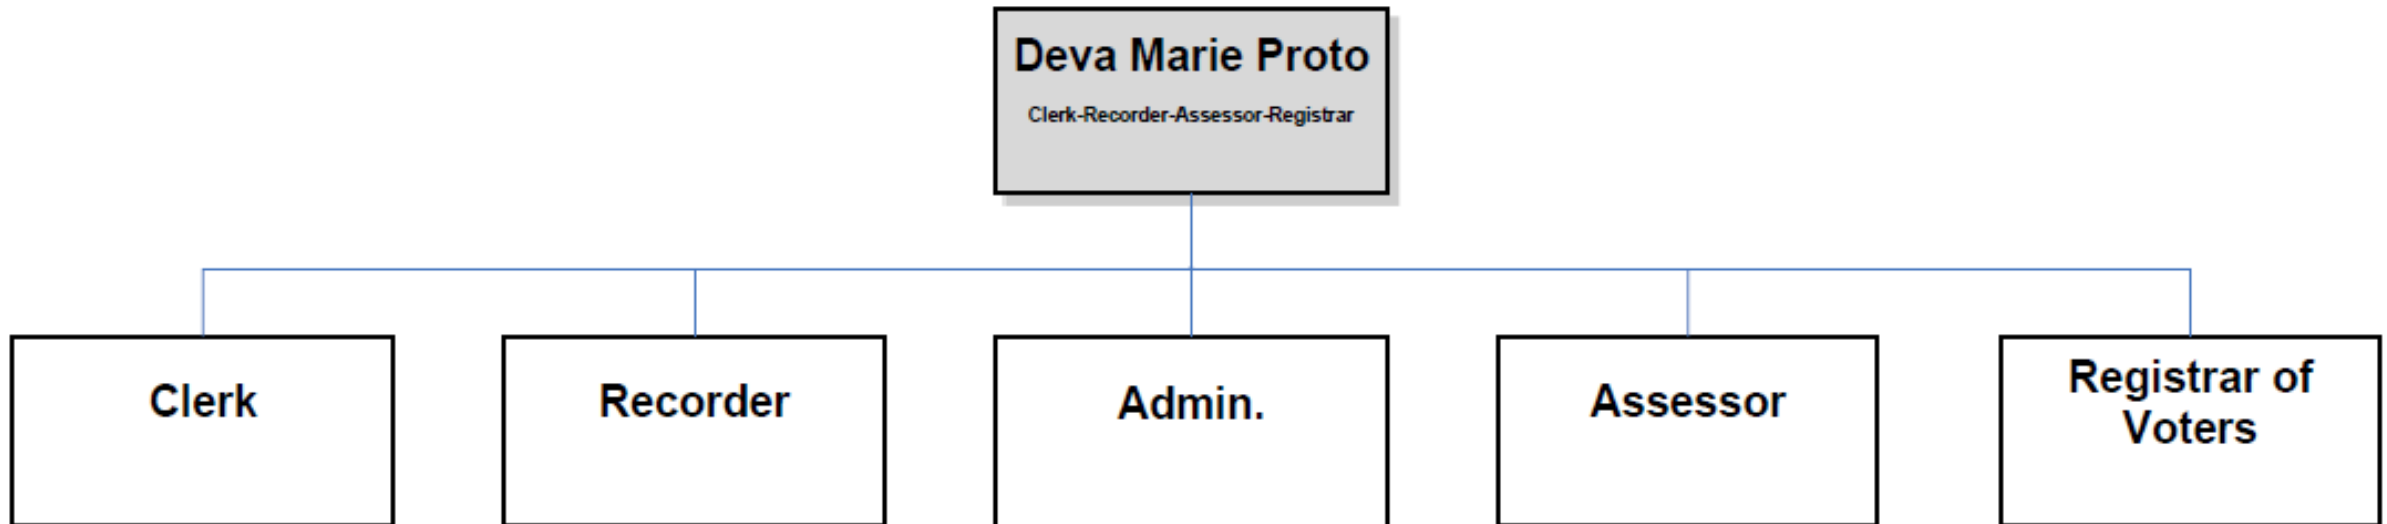 Deva Marie Proto
Clerk-Recorder-Assessor-Registrar
Clerk
Recorder
Admin.
Assessor
Registrar of
Voters